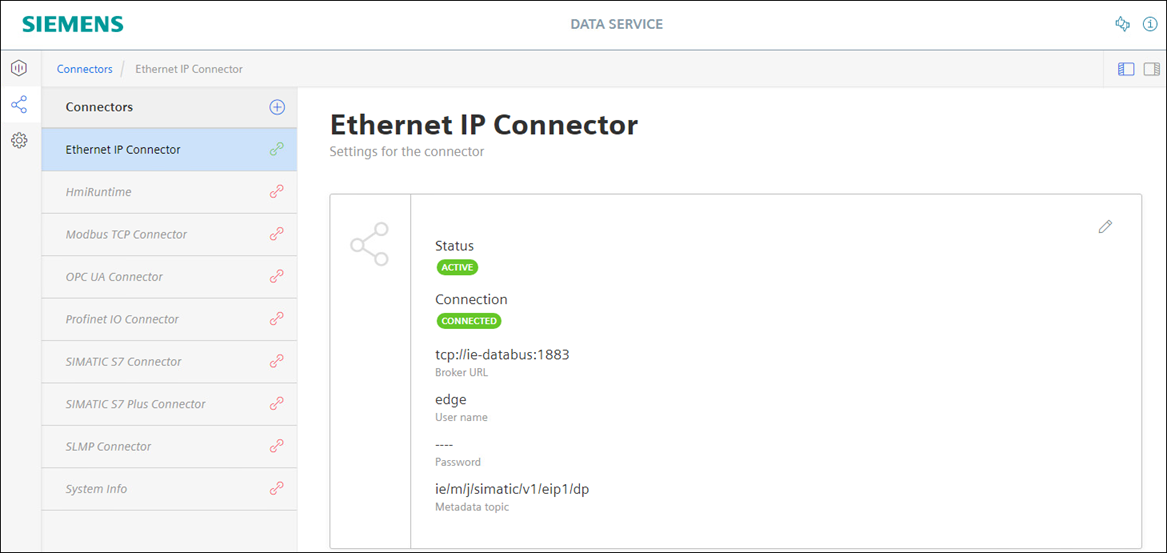 SIEMENS
DATA SERVICE
Connectors / Ethernet IP Connector
Connectors
Ethernet IP Connector
HmiRuntime
Modbus TCP Connector
OPC UA Connector
Profinet IO Connector
SIMATIC S7 Connector
SIMATIC S7 Plus Connector
SLMP Connector
System Info
Ethernet IP Connector
Settings for the connector
Status
ACTIVE
Connection
CONNECTED
tcp://ie-databus:1883
Broker URL
edge
User name
----
Password
ie/m/j/simatic/v1/eip1/dp
Metadata topic